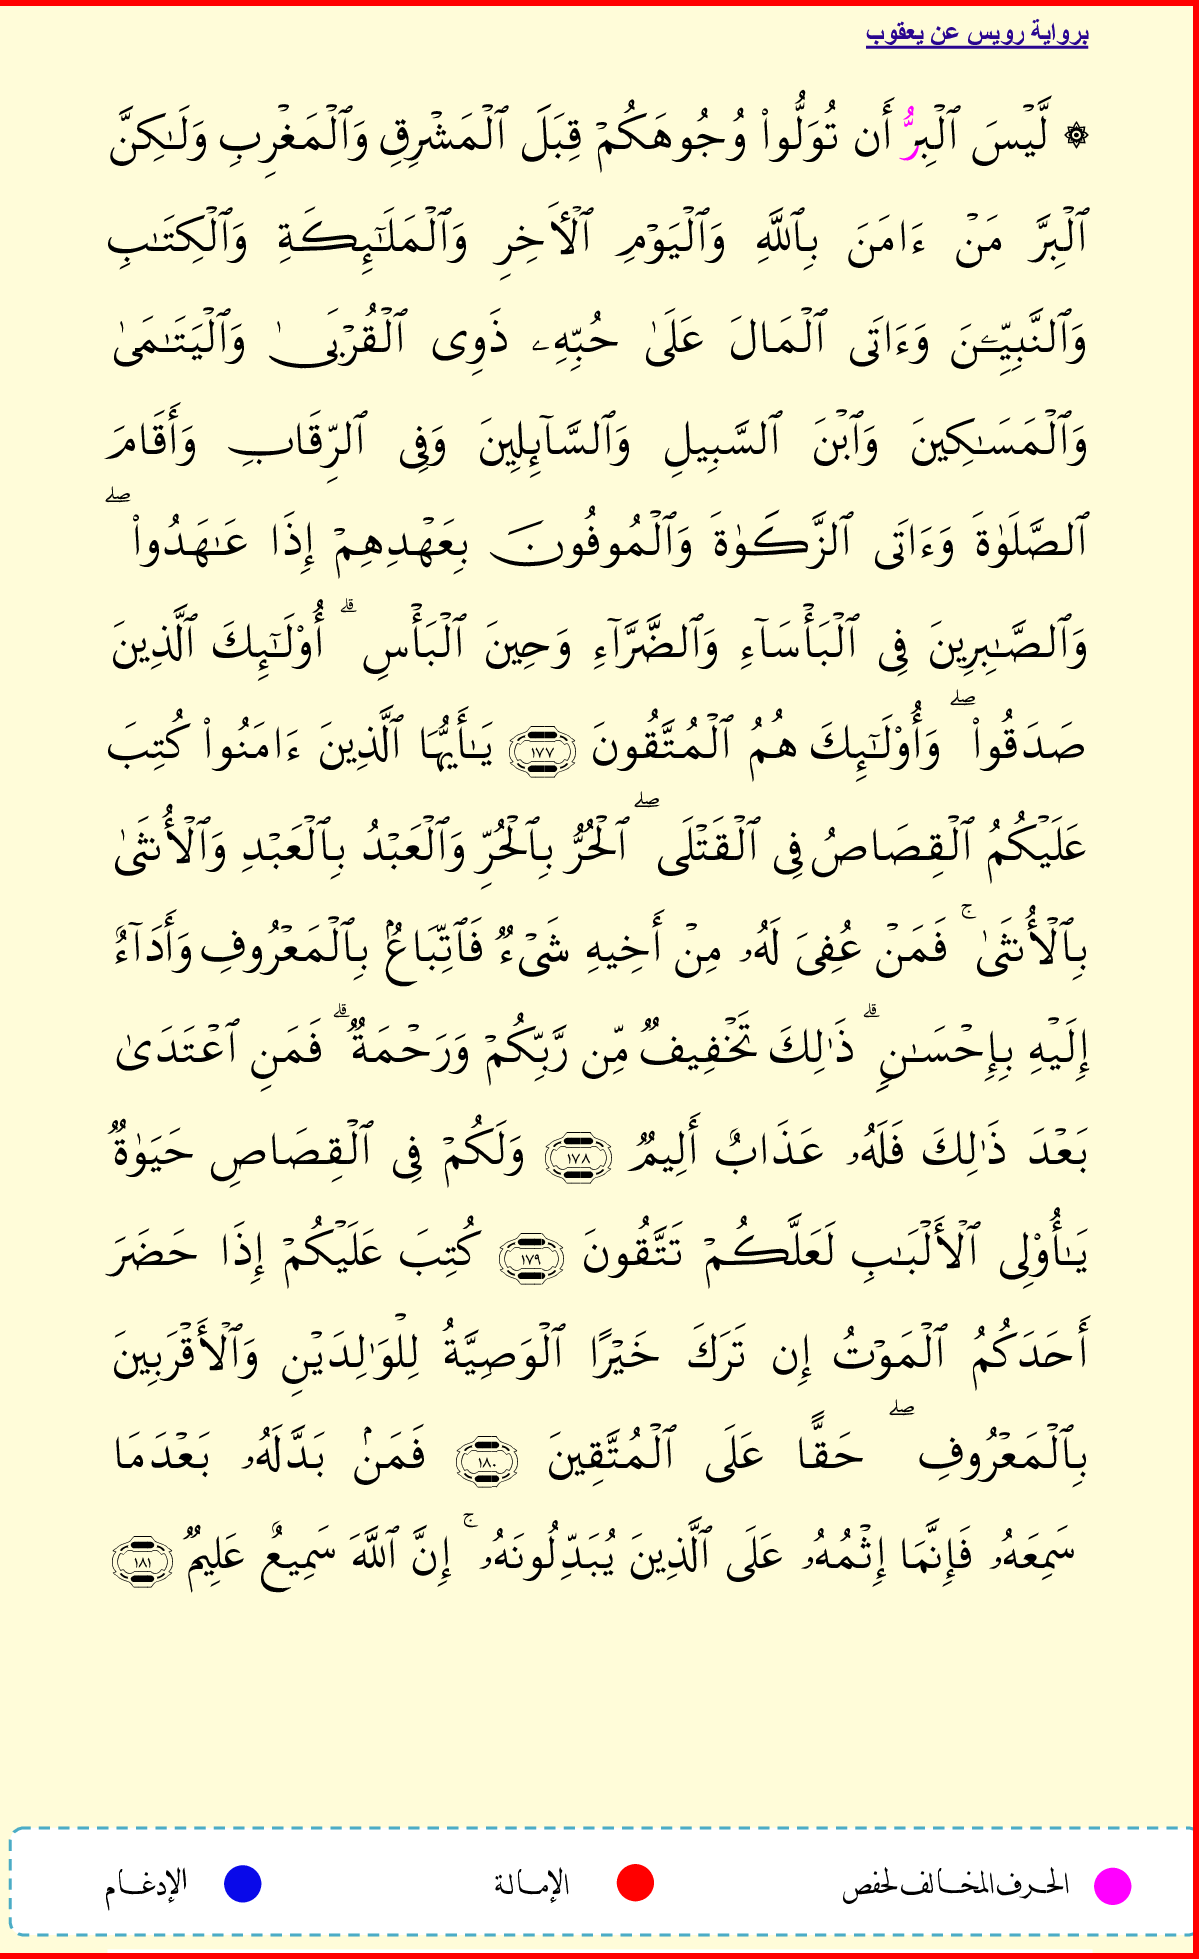 برواية رويس عن يعقوب
۞ لَّيْسَ ٱلْبِرُّ أَن تُوَلُّوا۟ وُجُوهَكُمْ قِبَلَ ٱلْمَشْرِقِ وَٱلْمَغْرِبِ وَلَـٰكِنَّ
ٱلْبِرَّ مَنْ ءَامَنَ بِٱللَّهِ وَٱلْيَوْمِ ٱلْـَٔاخِرِ وَٱلْمَلَـٰٓئِكَةِ وَٱلْكِتَـٰبِ
وَٱلنَّبِيِّـۧنَ وَءَاتَى ٱلْمَالَ عَلَىٰ حُبِّهِۦ ذَوِى ٱلْقُرْبَىٰ وَٱلْيَتَـٰمَىٰ
وَٱلْمَسَـٰكِينَ وَٱبْنَ ٱلسَّبِيلِ وَٱلسَّآئِلِينَ وَفِى ٱلرِّقَابِ وَأَقَامَ
ٱلصَّلَوٰةَ وَءَاتَى ٱلزَّكَوٰةَ وَٱلْمُوفُونَ بِعَهْدِهِمْ إِذَا عَـٰهَدُوا۟ ۖ
وَٱلصَّـٰبِرِينَ فِى ٱلْبَأْسَآءِ وَٱلضَّرَّآءِ وَحِينَ ٱلْبَأْسِ ۗ أُو۟لَـٰٓئِكَ ٱلَّذِينَ
صَدَقُوا۟ ۖ وَأُو۟لَـٰٓئِكَ هُمُ ٱلْمُتَّقُونَ ١٧٧ يَـٰٓأَيُّهَا ٱلَّذِينَ ءَامَنُوا۟ كُتِبَ
عَلَيْكُمُ ٱلْقِصَاصُ فِى ٱلْقَتْلَى ۖ ٱلْحُرُّ بِٱلْحُرِّ وَٱلْعَبْدُ بِٱلْعَبْدِ وَٱلْأُنثَىٰ
بِٱلْأُنثَىٰ ۚ فَمَنْ عُفِىَ لَهُۥ مِنْ أَخِيهِ شَىْءٌ فَٱتِّبَاعٌۢ بِٱلْمَعْرُوفِ وَأَدَآءٌ
إِلَيْهِ بِإِحْسَـٰنٍ ۗ ذَٰلِكَ تَخْفِيفٌ مِّن رَّبِّكُمْ وَرَحْمَةٌ ۗ فَمَنِ ٱعْتَدَىٰ
بَعْدَ ذَٰلِكَ فَلَهُۥ عَذَابٌ أَلِيمٌ ١٧٨ وَلَكُمْ فِى ٱلْقِصَاصِ حَيَوٰةٌ
يَـٰٓأُو۟لِى ٱلْأَلْبَـٰبِ لَعَلَّكُمْ تَتَّقُونَ ١٧٩ كُتِبَ عَلَيْكُمْ إِذَا حَضَرَ
أَحَدَكُمُ ٱلْمَوْتُ إِن تَرَكَ خَيْرًا ٱلْوَصِيَّةُ لِلْوَٰلِدَيْنِ وَٱلْأَقْرَبِينَ
بِٱلْمَعْرُوفِ ۖ حَقًّا عَلَى ٱلْمُتَّقِينَ ١٨٠ فَمَنۢ بَدَّلَهُۥ بَعْدَمَا
سَمِعَهُۥ فَإِنَّمَآ إِثْمُهُۥ عَلَى ٱلَّذِينَ يُبَدِّلُونَهُۥٓ ۚ إِنَّ ٱللَّهَ سَمِيعٌ عَلِيمٌ ١٨١
الحرف المخالف لحفص الإمالة الإدغام